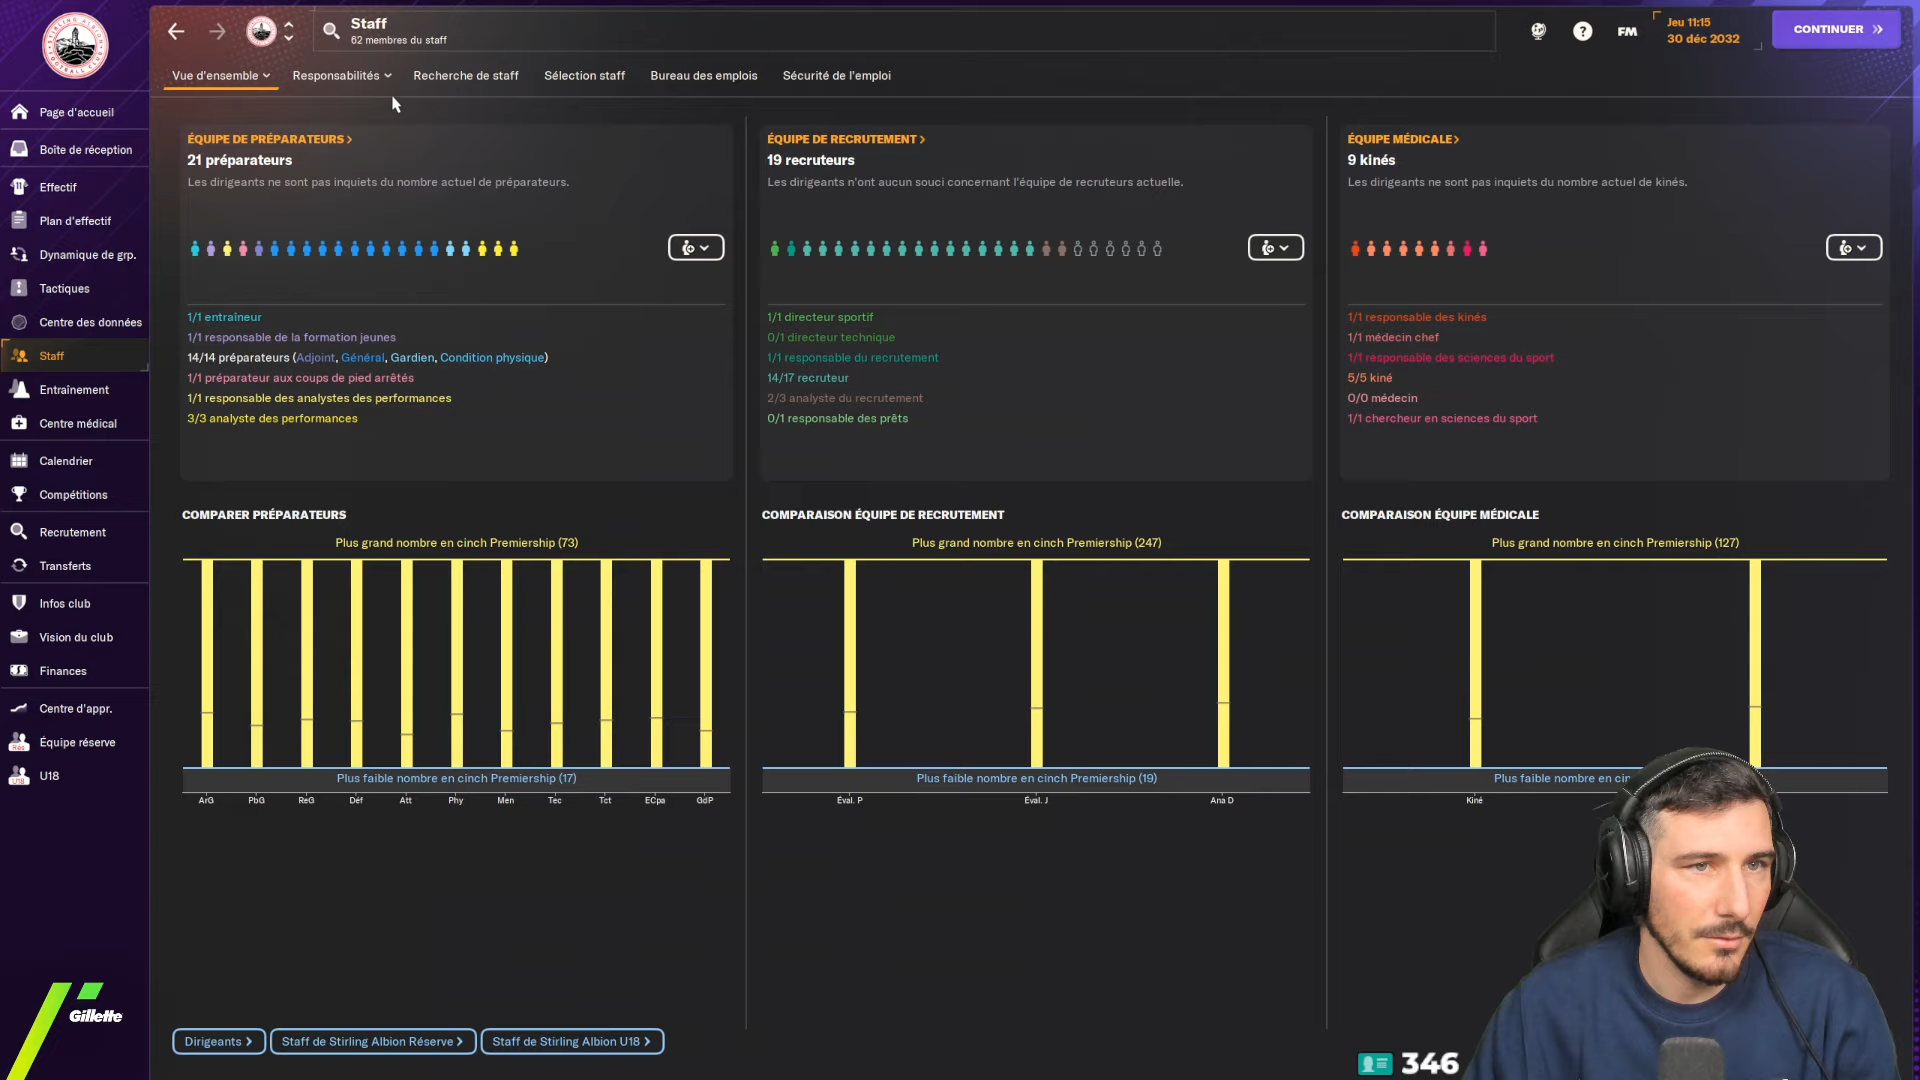 Staff
62 membres du staff
FM
Jeu 11:15
30 déc 2032
CONTINUER
Vue d'ensemble
Responsabilités
Recherche de staff
Sélection staff
Bureau des emplois
Sécurité de l'emploi
Page d'accueil
Boîte de réception
Effectif
Plan d'effectif
Dynamique de grp.
Tactiques
Centre des données
Staff
Entraînement
Centre médical
Calendrier
Compétitions
Recrutement
Transferts
Infos club
Vision du club
Finances
Centre d'appr.
Équipe réserve
U18
Gillette
ÉQUIPE DE PRÉPARATEURS >
21 préparateurs
Les dirigeants ne sont pas inquiets du nombre actuel de préparateurs.
1/1 entraîneur
1/1 responsable de la formation jeunes
14/14 préparateurs (Adjoint, Général, Gardien, Condition physique)
1/1 préparateur aux coups de pied arrêtés
1/1 responsable des analystes des performances
3/3 analyste des performances
ÉQUIPE DE RECRUTEMENT >
19 recruteurs
Les dirigeants n'ont aucun souci concernant l'équipe de recruteurs actuelle.
1/1 directeur sportif
0/1 directeur technique
1/1 responsable du recrutement
14/17 recruteur
2/3 analyste du recrutement
0/1 responsable des prêts
ÉQUIPE MÉDICALE >
9 kinés
Les dirigeants ne sont pas inquiets du nombre actuel de kinés.
1/1 responsable des kinés
1/1 médecin chef
1/1 responsable des sciences du sport
5/5 kiné
0/0 médecin
1/1 chercheur en sciences du sport
COMPARER PRÉPARATEURS
Plus grand nombre en cinch Premiership (73)
Plus faible nombre en cinch Premiership (17)
ArG PbG ReG Déf Att Phy Men Tec Tct ECpa GdP
COMPARAISON ÉQUIPE DE RECRUTEMENT
Plus grand nombre en cinch Premiership (247)
Plus faible nombre en cinch Premiership (19)
Éval. P Éval. J Ana D
COMPARAISON ÉQUIPE MÉDICALE
Plus grand nombre en cinch Premiership (127)
Plus faible nombre en
Kiné
Dirigeants >
Staff de Stirling Albion Réserve >
Staff de Stirling Albion U18 >
346